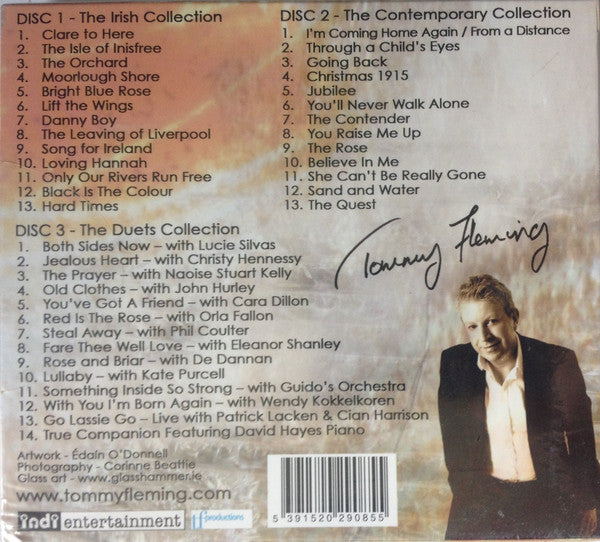 DISC 1 - The Irish Collection
1. Clare to Here
2. The Isle of Inisfree
3. The Orchard
4. Moorlough Shore
5. Bright Blue Rose
6. Lift the Wings
7. Danny Boy
8. The Leaving of Liverpool
9. Song for Ireland
10. Loving Hannah
11. Only Our Rivers Run Free
12. Black Is The Colour
13. Hard Times
DISC 2 - The Contemporary Collection
1. I'm Coming Home Again / From a Distance
2. Through a Child's Eyes
3. Going Back
4. Christmas 1915
5. Jubilee
6. You'll Never Walk Alone
7. The Contender
8. You Raise Me Up
9. The Rose
10. Believe In Me
11. She Can't Be Really Gone
12. Sand and Water
13. The Quest
DISC 3 - The Duets Collection
1. Both Sides Now – with Lucie Silvas
2. Jealous Heart – with Christy Hennessy
3. The Prayer – with Naoise Stuart Kelly
4. Old Clothes – with John Hurley
5. You've Got A Friend – with Cara Dillon
6. Red Is The Rose – with Orla Fallon
7. Steal Away – with Phil Coulter
8. Fare Thee Well Love – with Eleanor Shanley
9. Rose and Briar – with De Dannan
10. Lullaby – with Kate Purcell
11. Something Inside So Strong – with Guido's Orchestra
12. With You I'm Born Again – with Wendy Kokkelkoren
13. Go Lassie Go – Live with Patrick Lacken & Cian Harrison
14. True Companion Featuring David Hayes Piano
Tommy Fleming
Artwork - Édaín O'Donnell
Photography - Corinne Beattie
Glass art - www.glasshammer.ie
www.tommyfleming.com
indi entertainment
tf productions
5 391520 290855